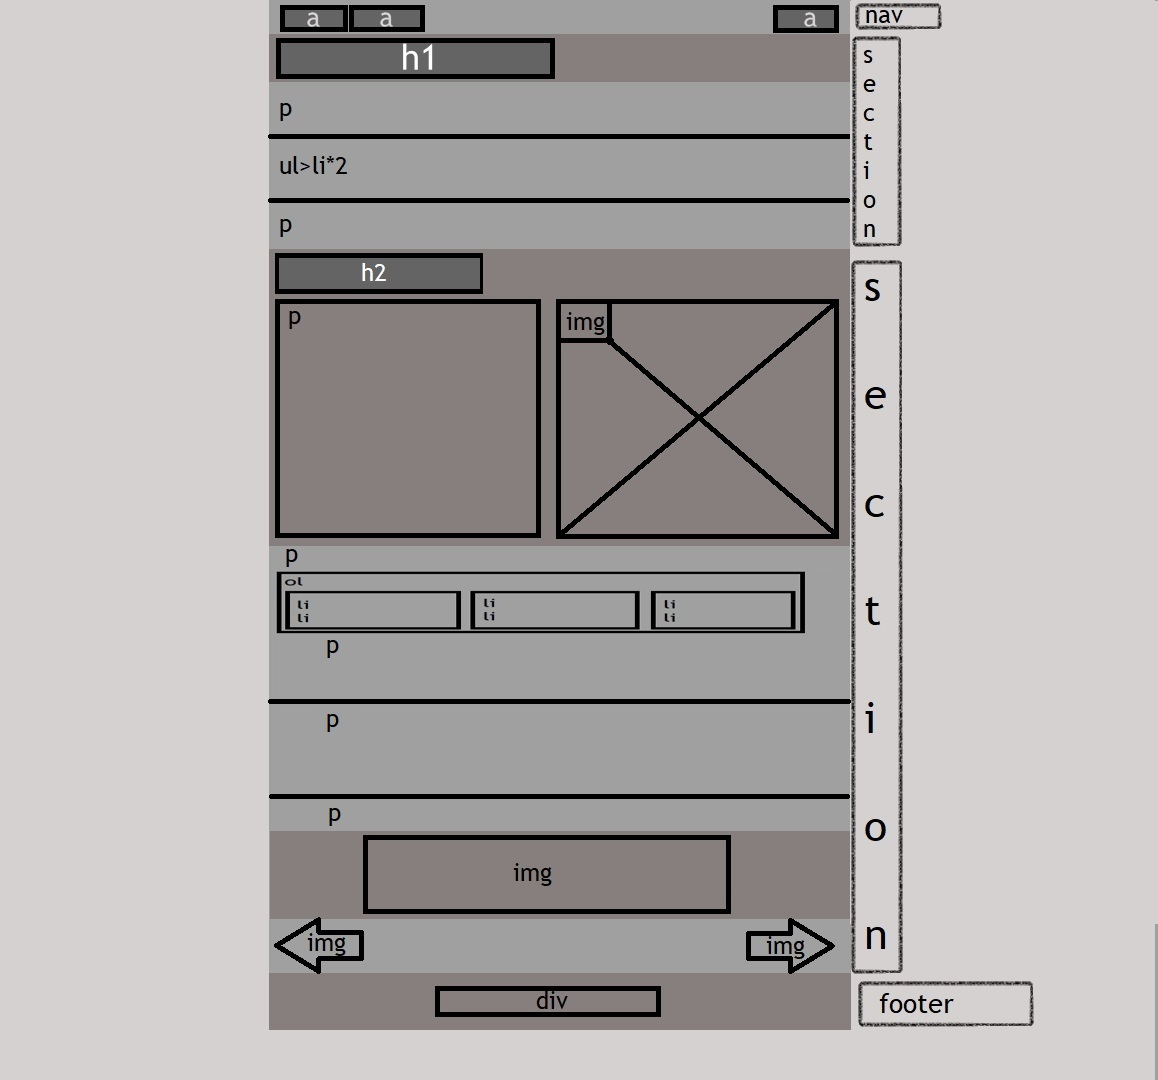 a a a nav
h1
p
ul>li*2
p
s
e
c
t
i
o
n
h2
p
img
p
ol
li li li
li li li
p
p
p
img
img img
s
e
c
t
i
o
n
div
footer